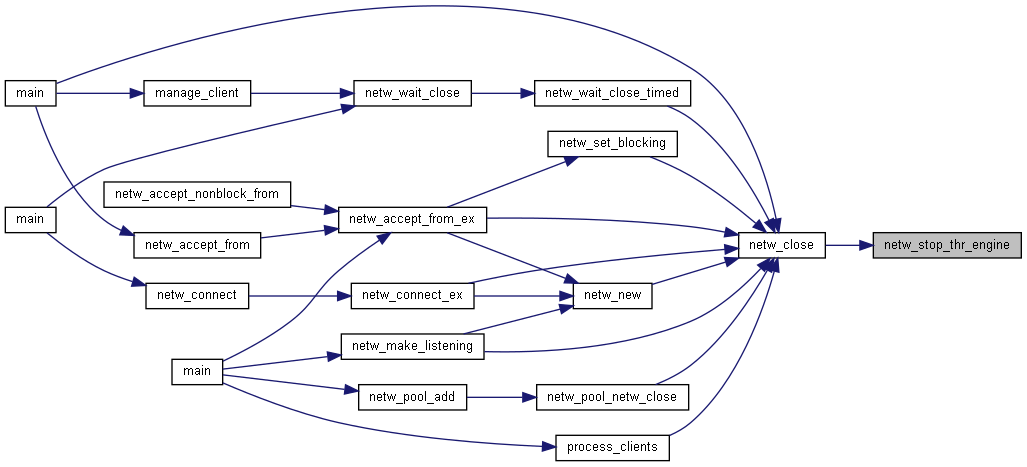 main
manage_client
netw_wait_close
netw_wait_close_timed
netw_set_blocking
netw_accept_nonblock_from
main
netw_accept_from_ex
netw_accept_from
netw_close
netw_stop_thr_engine
netw_connect
netw_connect_ex
netw_new
netw_make_listening
main
netw_pool_add
netw_pool_netw_close
process_clients